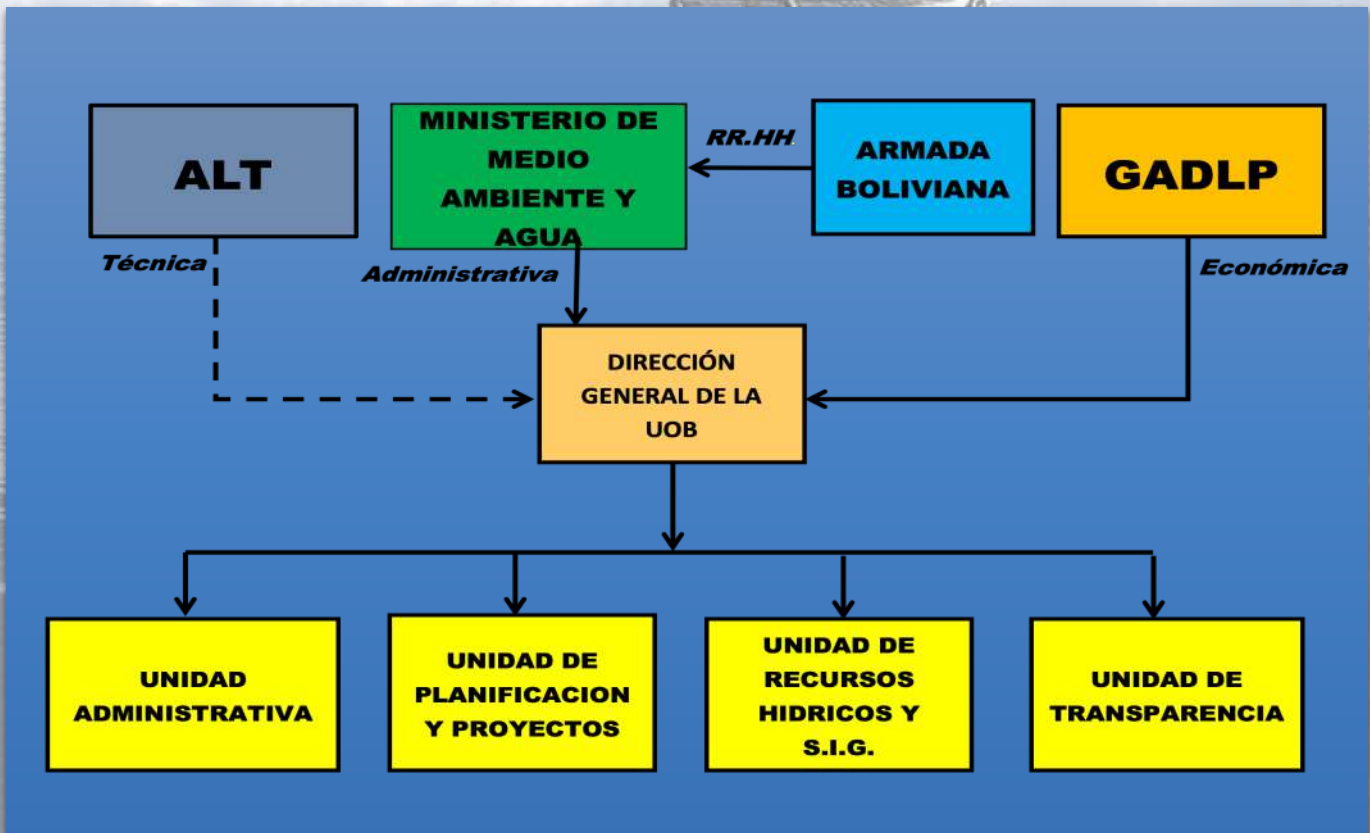 ALT
MINISTERIO DE
MEDIO
AMBIENTE Y
AGUA
RR.HH.
ARMADA
BOLIVIANA
GADLP
Técnica
Administrativa
Económica
DIRECCIÓN
GENERAL DE LA
UOB
UNIDAD
ADMINISTRATIVA
UNIDAD DE
PLANIFICACION
Y PROYECTOS
UNIDAD DE
RECURSOS
HIDRICOS Y
S.I.G.
UNIDAD DE
TRANSPARENCIA